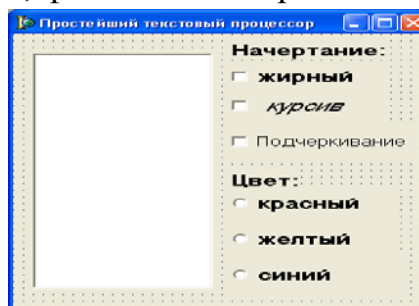 Простейший текстовый процессор
Начертание:
жирный
курсив
Подчеркивание
Цвет:
красный
желтый
синий